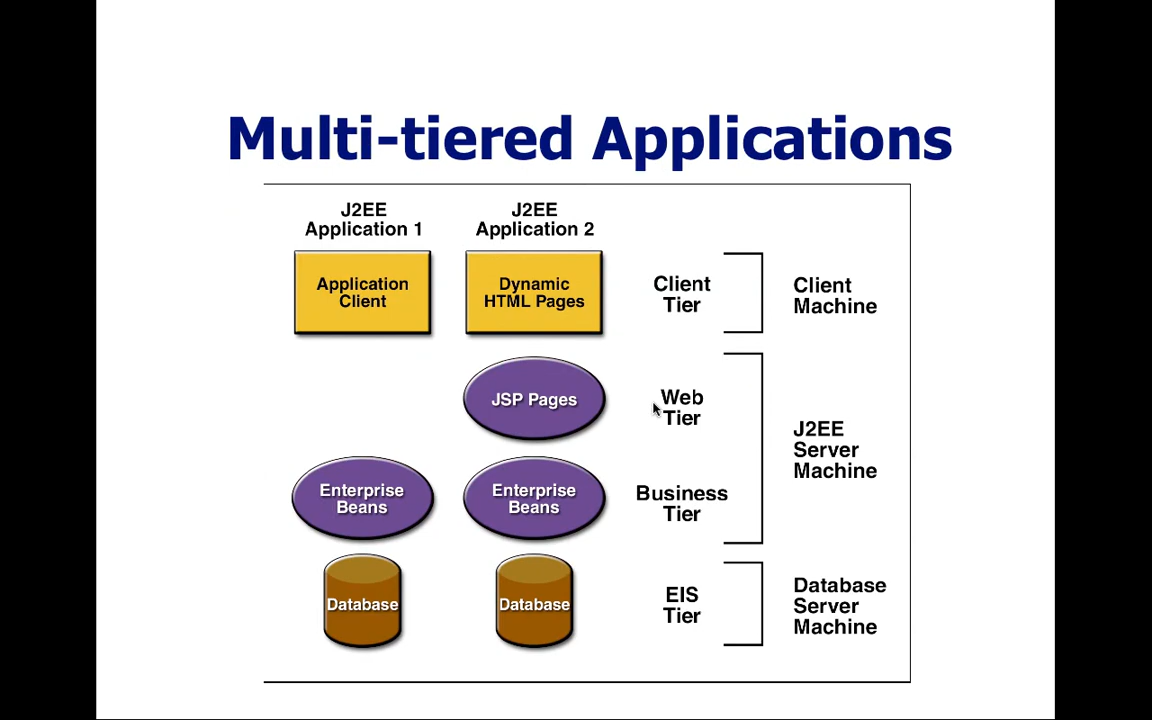 Multi-tiered Applications
J2EE
Application 1
J2EE
Application 2
Application
Client
Dynamic
HTML Pages
Client
Tier
Client
Machine
JSP Pages
Web
Tier
J2EE
Server
Machine
Enterprise
Beans
Enterprise
Beans
Business
Tier
Database
Database
EIS
Tier
Database
Server
Machine